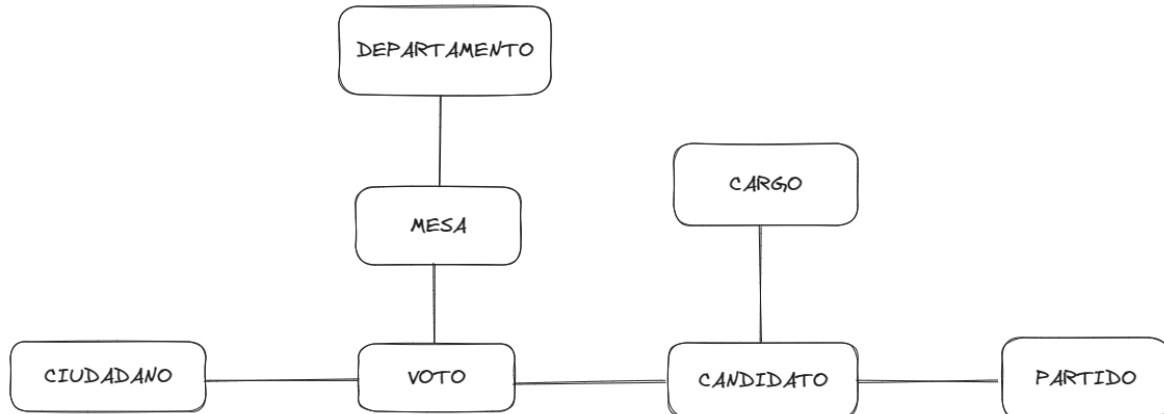 DEPARTAMENTO
CARGO
MESA
CIUDADANO
VOTO
CANDIDATO
PARTIDO